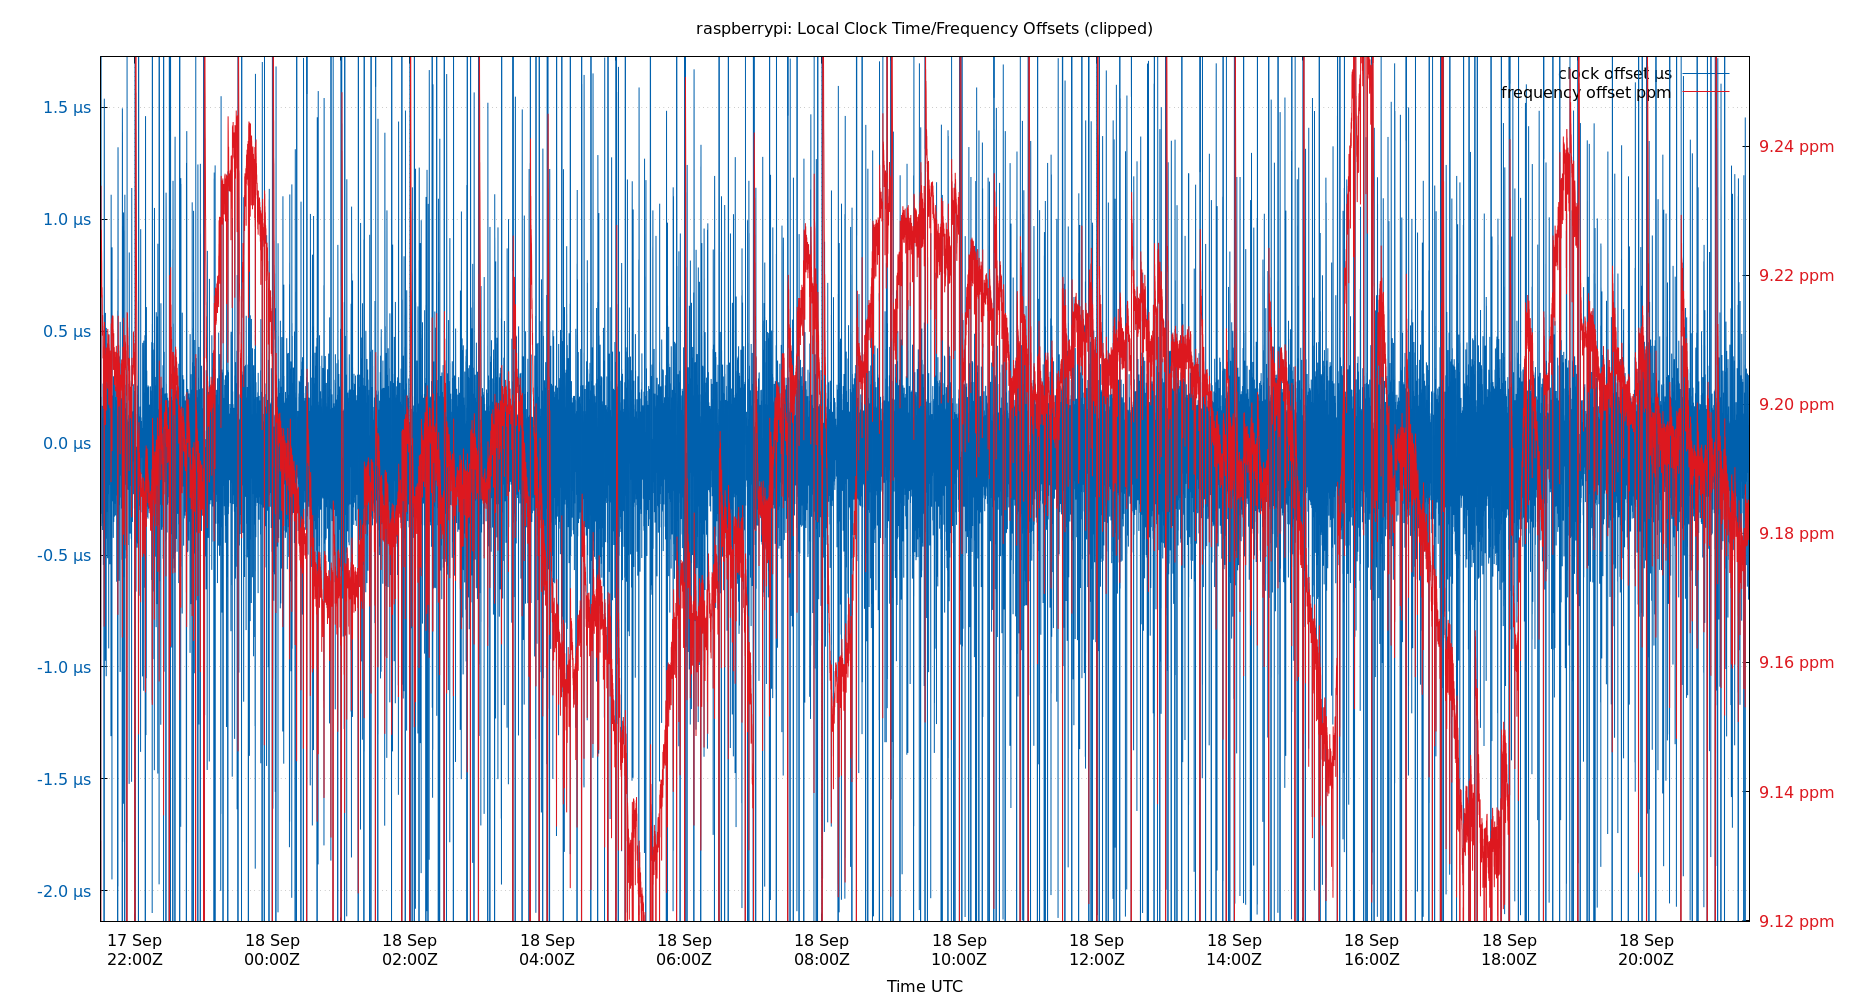 raspberrypi: Local Clock Time/Frequency Offsets (clipped)
clock offset µs
frequency offset ppm
1.5 µs
1.0 µs
0.5 µs
0.0 µs
-0.5 µs
-1.0 µs
-1.5 µs
-2.0 µs
9.24 ppm
9.22 ppm
9.20 ppm
9.18 ppm
9.16 ppm
9.14 ppm
9.12 ppm
17 Sep 18 Sep 18 Sep 18 Sep 18 Sep 18 Sep 18 Sep 18 Sep 18 Sep 18 Sep 18 Sep 18 Sep
22:00Z 00:00Z 02:00Z 04:00Z 06:00Z 08:00Z 10:00Z 12:00Z 14:00Z 16:00Z 18:00Z 20:00Z
Time UTC